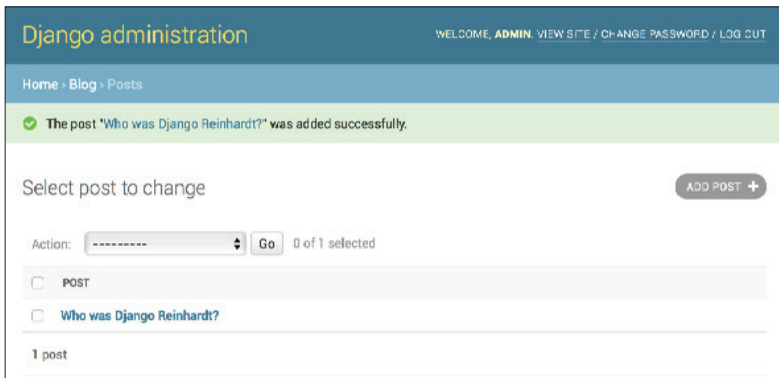 Django administration
WELCOME, ADMIN. VIEW SITE / CHANGE PASSWORD / LOG OUT
Home › Blog › Posts
The post "Who was Django Reinhardt?" was added successfully.
Select post to change
ADD POST +
Action: --------- Go 0 of 1 selected
POST
Who was Django Reinhardt?
1 post